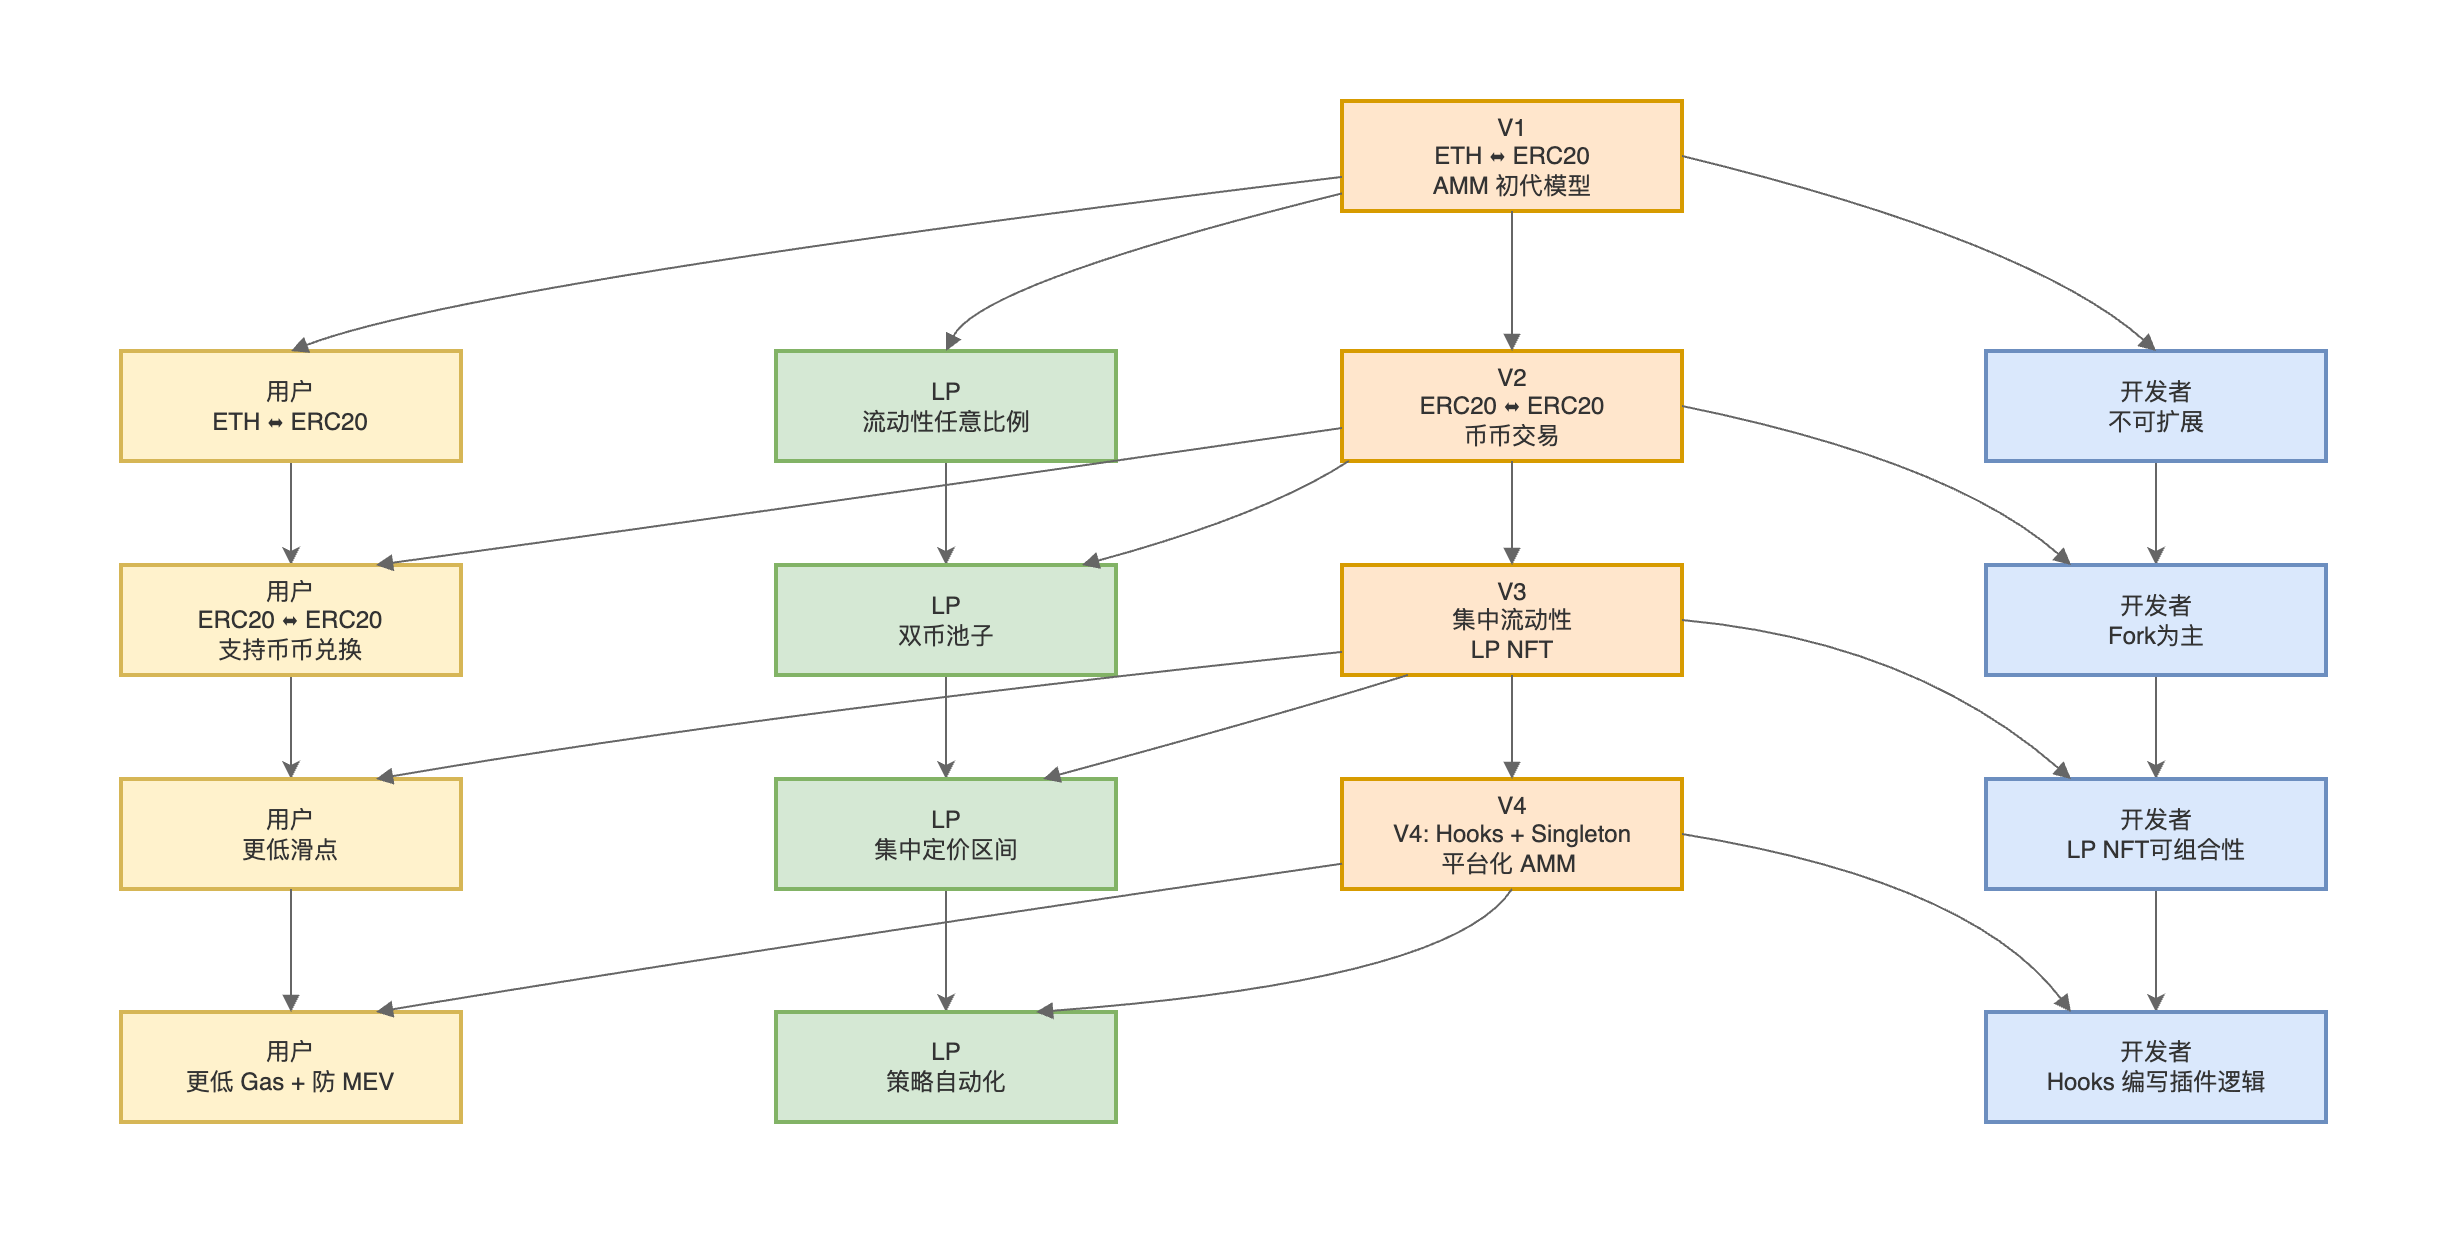 V1
ETH ⬌ ERC20
AMM 初代模型
用户
ETH ⬌ ERC20
LP
流动性任意比例
V2
ERC20 ⬌ ERC20
币币交易
开发者
不可扩展
用户
ERC20 ⬌ ERC20
支持币币兑换
LP
双币池子
V3
集中流动性
LP NFT
开发者
Fork为主
用户
更低滑点
LP
集中定价区间
V4
V4: Hooks + Singleton
平台化 AMM
开发者
LP NFT可组合性
用户
更低 Gas + 防 MEV
LP
策略自动化
开发者
Hooks 编写插件逻辑